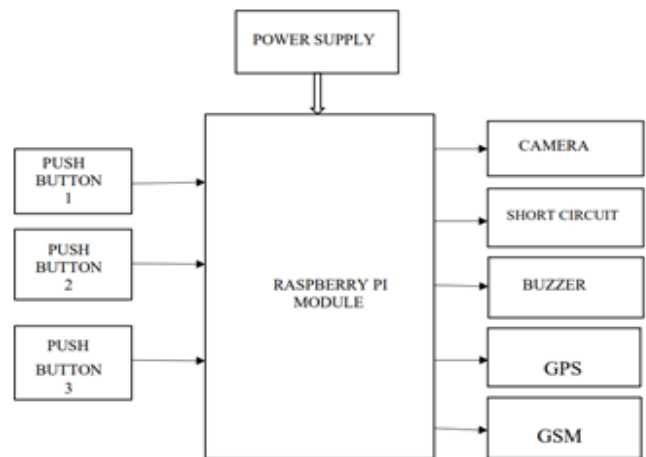 POWER SUPPLY
PUSH
BUTTON
1
PUSH
BUTTON
2
PUSH
BUTTON
3
RASPBERRY PI
MODULE
CAMERA
SHORT CIRCUIT
BUZZER
GPS
GSM